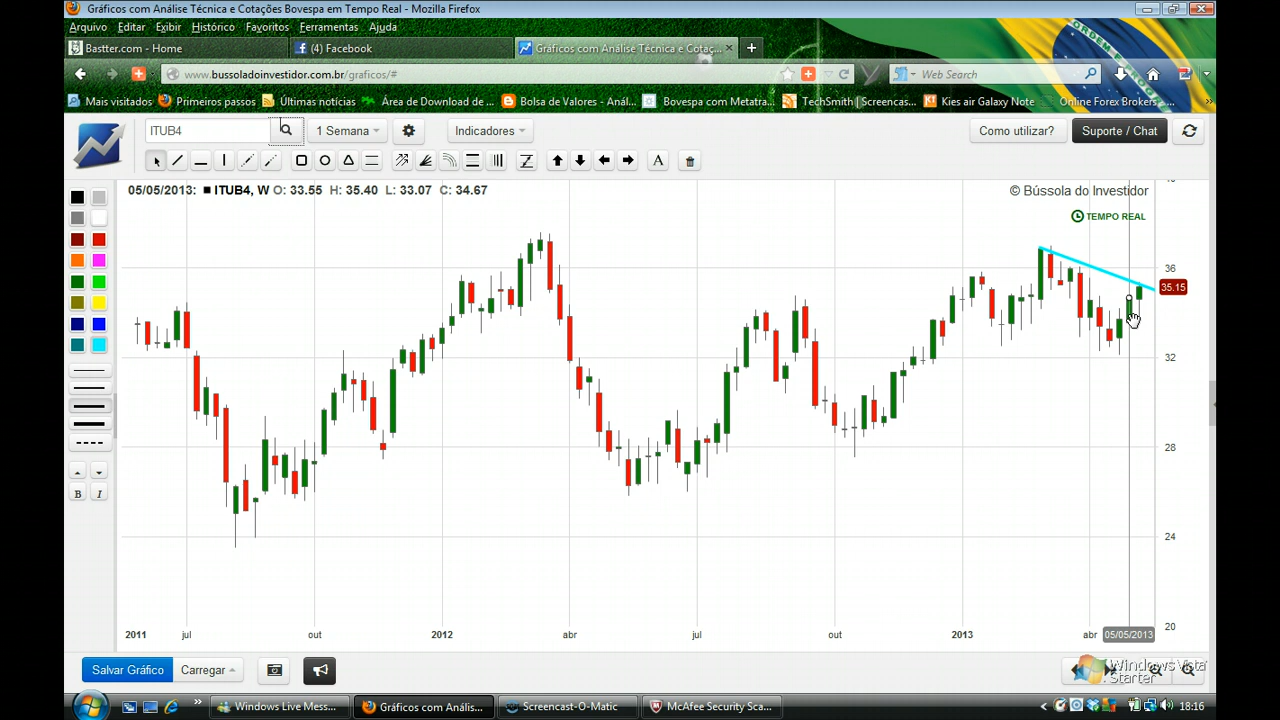 Gráficos com Análise Técnica e Cotações Bovespa em Tempo Real - Mozilla Firefox
Arquivo Editar Exibir Histórico Favoritos Ferramentas Ajuda
Bastter.com - Home (4) Facebook Gráficos com Análise Técnica e Cotaç... × +
www.bussoladoinvestidor.com.br/graficos/# Web Search
Mais visitados Primeiros passos Últimas notícias Área de Download de ... Bolsa de Valores - Anál... Bovespa com Metatra... TechSmith | Screencas... Kies air Galaxy Note Online Forex Brokers ... »
ITUB4 1 Semana Indicadores Como utilizar? Suporte / Chat
A
05/05/2013: ITUB4, W O: 33.55 H: 35.40 L: 33.07 C: 34.67 © Bússola do Investidor
TEMPO REAL
36
35.15
32
28
B I
24
20
2011 jul out 2012 abr jul out 2013 abr 05/05/2013
Salvar Gráfico Carregar
Windows Vista
Starter
» Windows Live Mess... Gráficos com Anális... Screencast-O-Matic McAfee Security Sca... 18:16